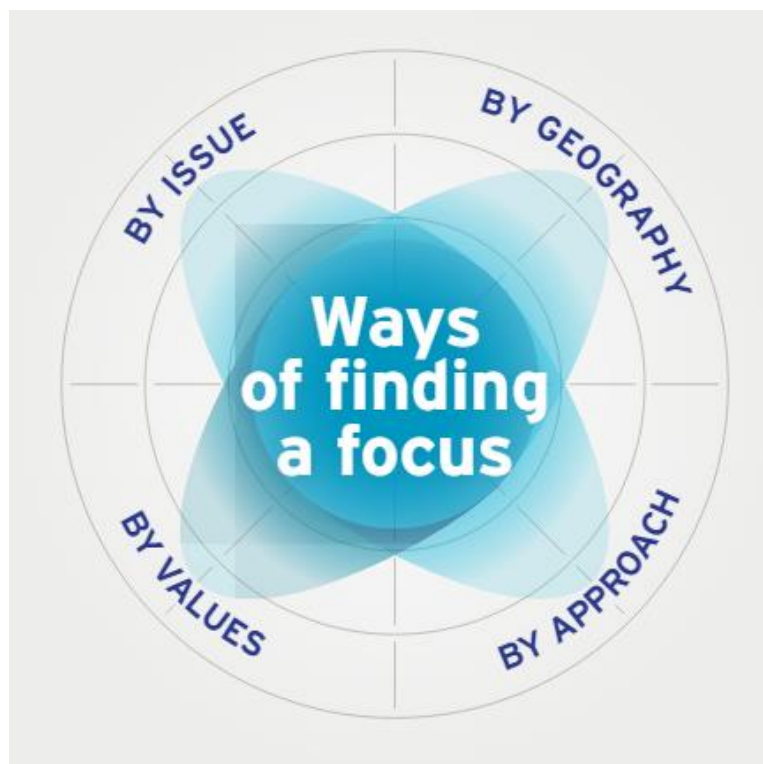 BY ISSUE
BY GEOGRAPHY
Ways
of finding
a focus
BY VALUES
BY APPROACH